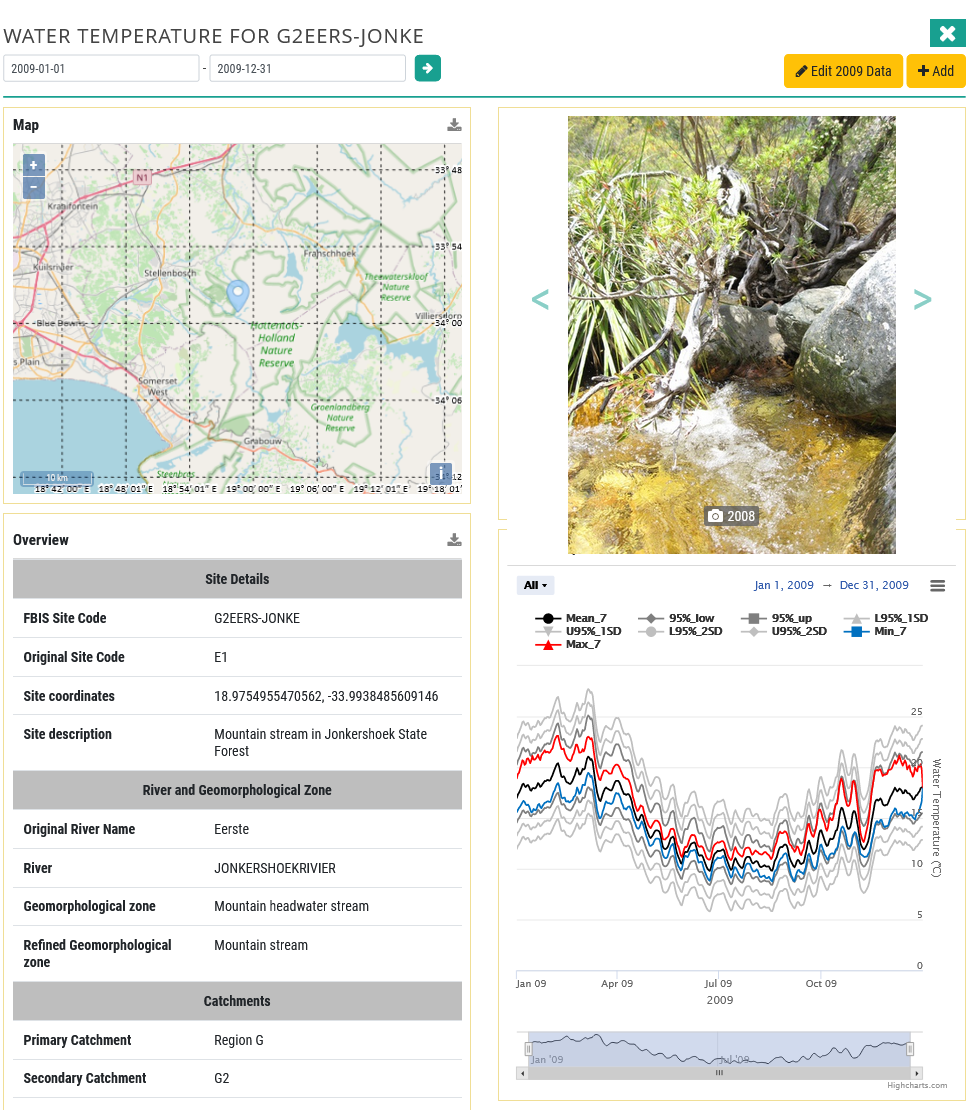 WATER TEMPERATURE FOR G2EERS-JONKE
2009-01-01 - 2009-12-31
Edit 2009 Data
Add
Map
+
−
N1
Kraaifontein
Kuilsrivier
Stellenbosch
Franschhoek
Theewaterskloof
Nature
Reserve
Blue Downs
Villiersdorp
Hottentots-
Holland
Nature
Reserve
s Plain
Somerset
West
Groenlandberg
Nature
Reserve
Grabouw
Steenbras
33° 48
33° 54
34° 00
34° 06
10 km
i
18° 42' 00" E 18° 48' 01" E 18° 54' 01" E 19° 00' 00" E 19° 06' 00" E 19° 12' 01" E 19° 18' 01'
< >
2008
Overview
Site Details
FBIS Site Code G2EERS-JONKE
Original Site Code E1
Site coordinates 18.9754955470562, -33.9938485609146
Site description Mountain stream in Jonkershoek State
Forest
River and Geomorphological Zone
Original River Name Eerste
River JONKERSHOEKRIVIER
Geomorphological zone Mountain headwater stream
Refined Geomorphological Mountain stream
zone
Catchments
Primary Catchment Region G
Secondary Catchment G2
All
Jan 1, 2009 → Dec 31, 2009
Mean_7 95%_low 95%_up L95%_1SD
U95%_1SD L95%_2SD U95%_2SD Min_7
Max_7
25
20
15
10
5
0
Water Temperature (°C)
Jan 09 Apr 09 Jul 09 Oct 09
2009
Jan '09 Jul '09
Highcharts.com